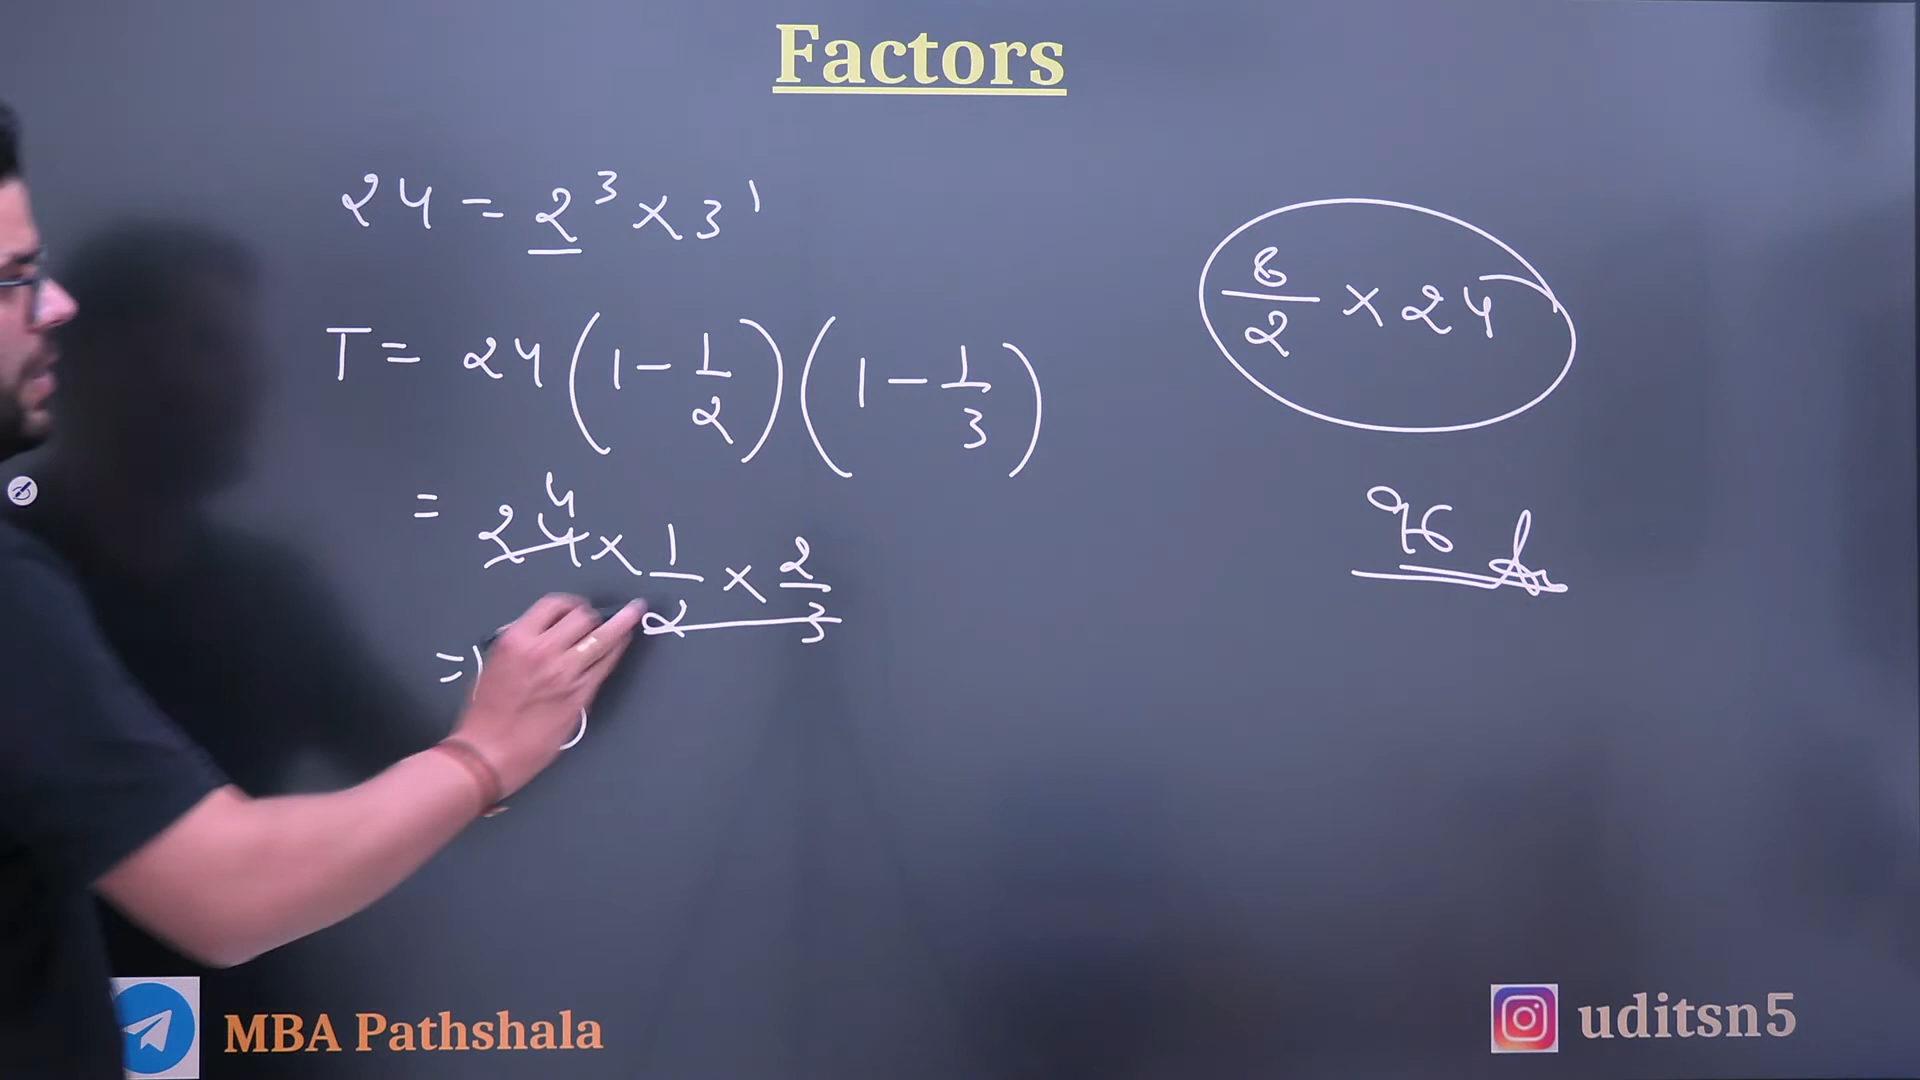 Factors
24 = 2³ × 3¹
T = 24 (1 - 1/2) (1 - 1/3)
= 24 4 × 1/2 × 2/3
=
8/2 × 24
96
MBA Pathshala
uditsn5